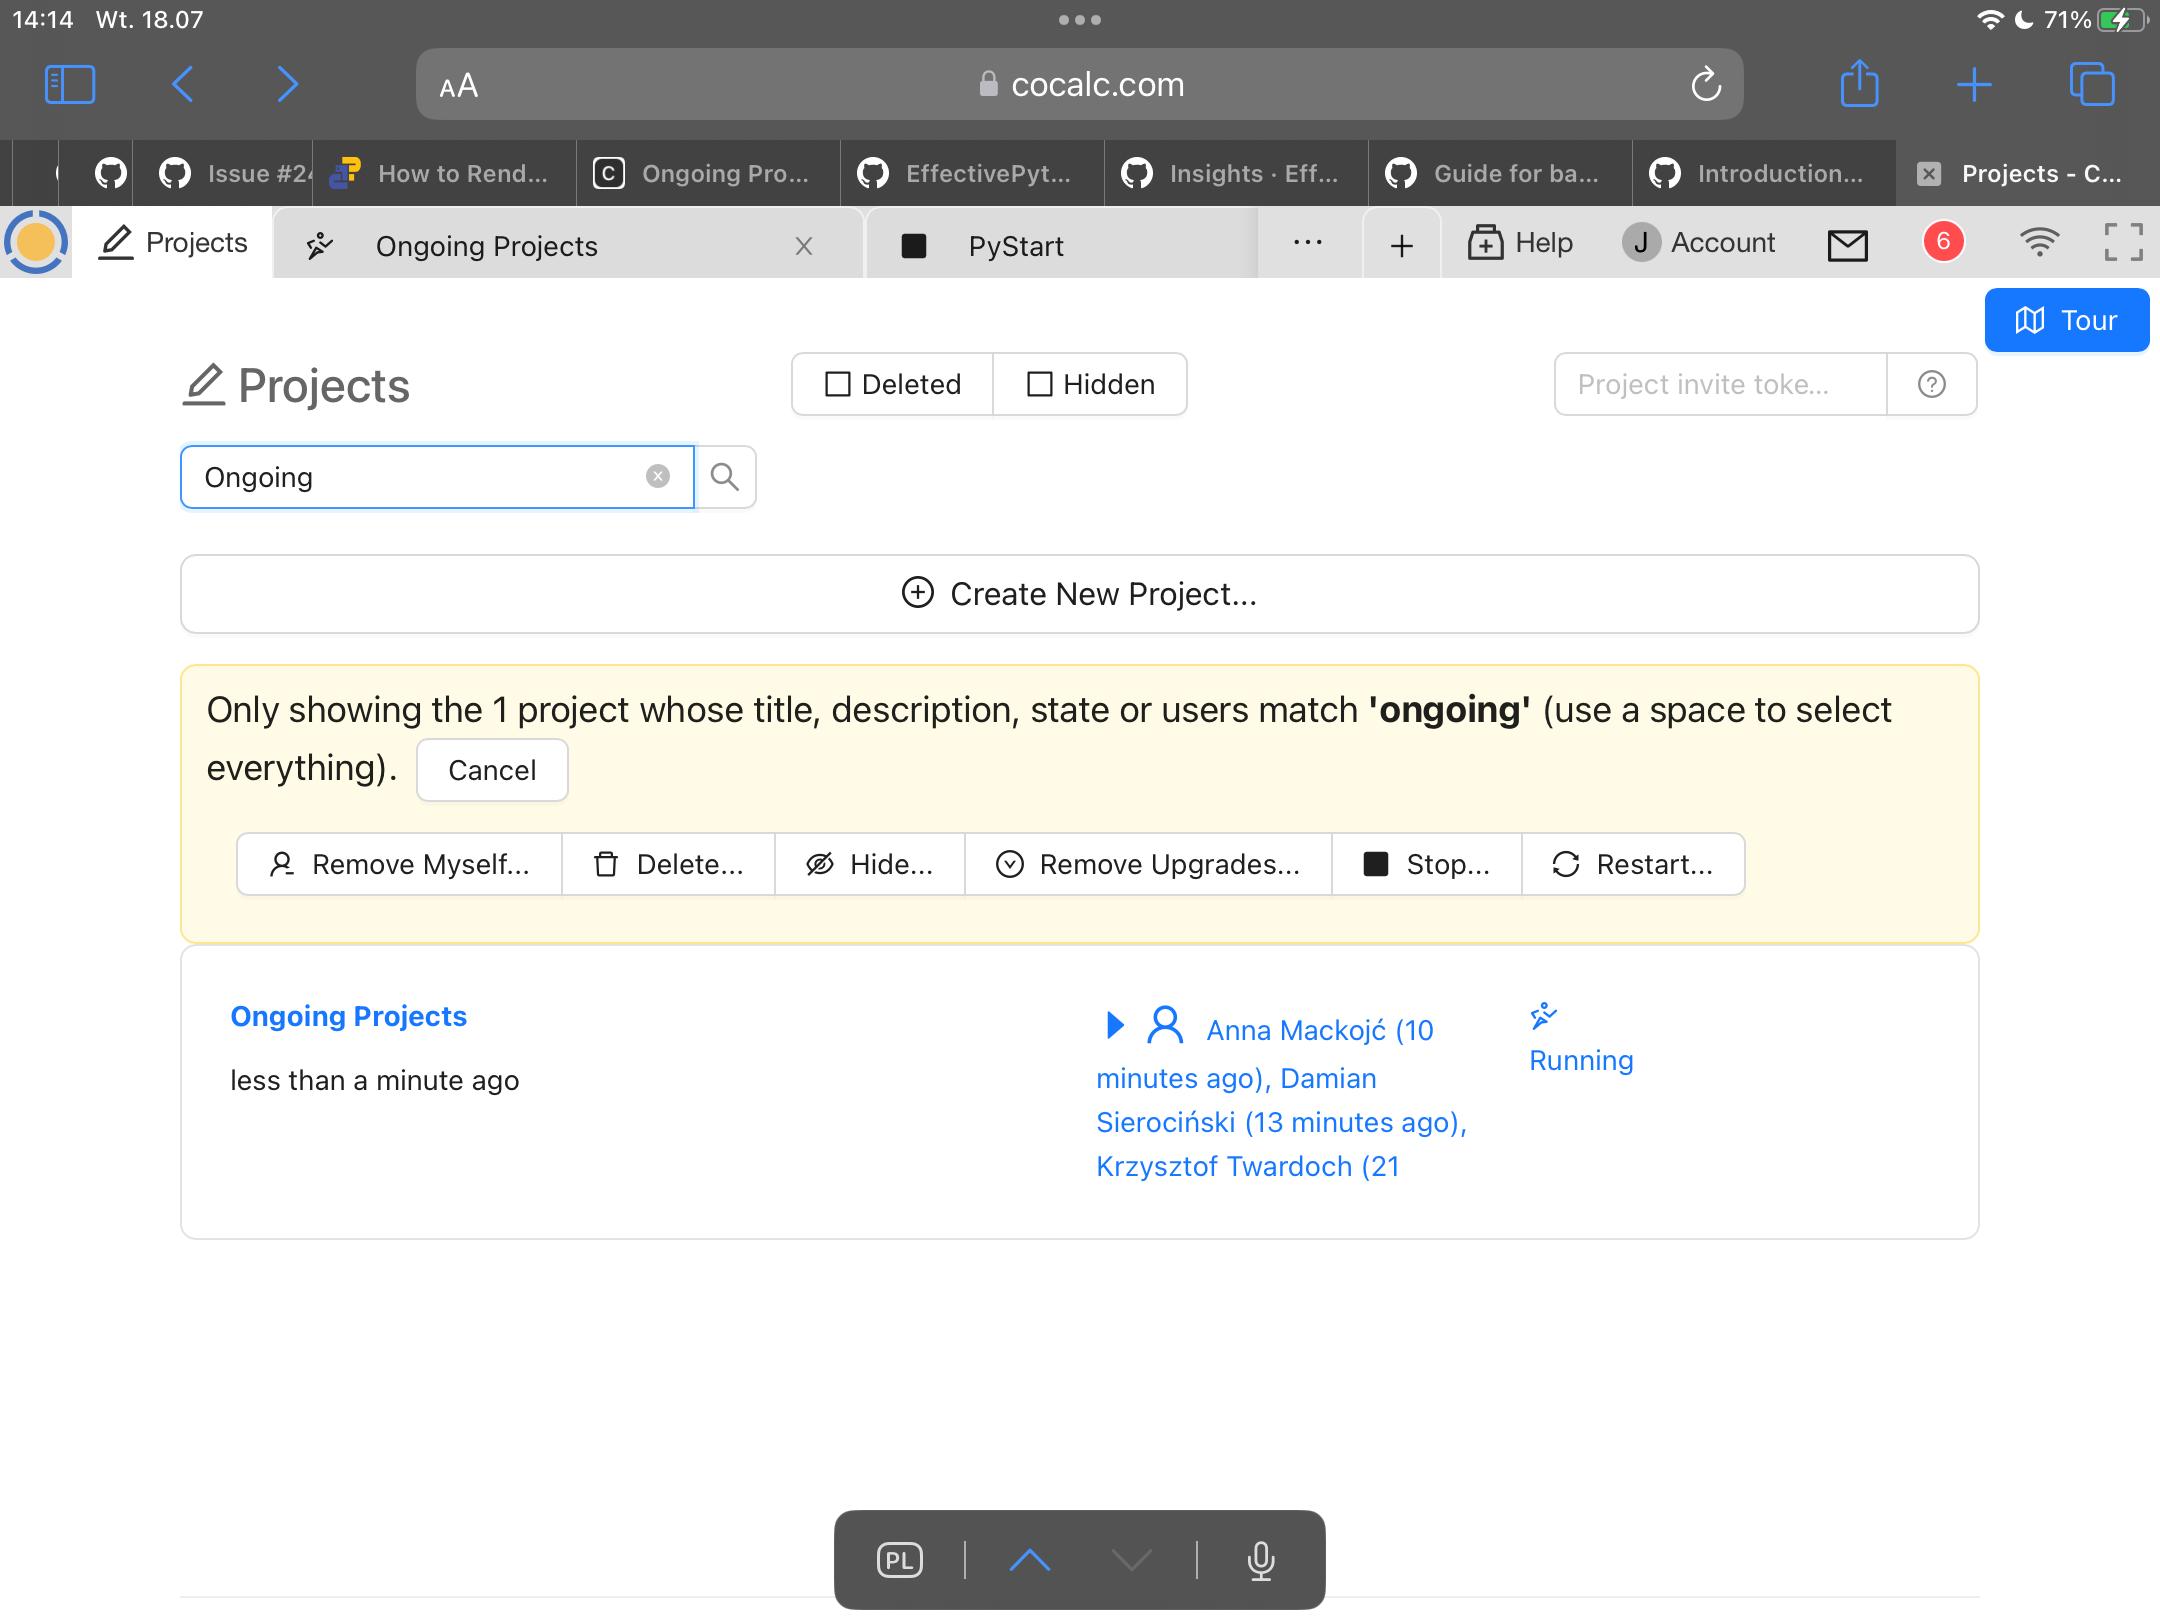 14:14 Wt. 18.07
71%
AA cocalc.com
Issue #24 How to Rend... C Ongoing Pro... EffectivePyt... Insights · Eff... Guide for ba... Introduction... Projects - C...
Projects Ongoing Projects X PyStart ... + Help J Account 6
Tour
Projects Deleted Hidden Project invite toke... ?
Ongoing
Create New Project...
Only showing the 1 project whose title, description, state or users match 'ongoing' (use a space to select
everything). Cancel
Remove Myself... Delete... Hide... Remove Upgrades... Stop... Restart...
Ongoing Projects
less than a minute ago
Anna Mackojć (10
minutes ago), Damian
Sierociński (13 minutes ago),
Krzysztof Twardoch (21
Running
PL